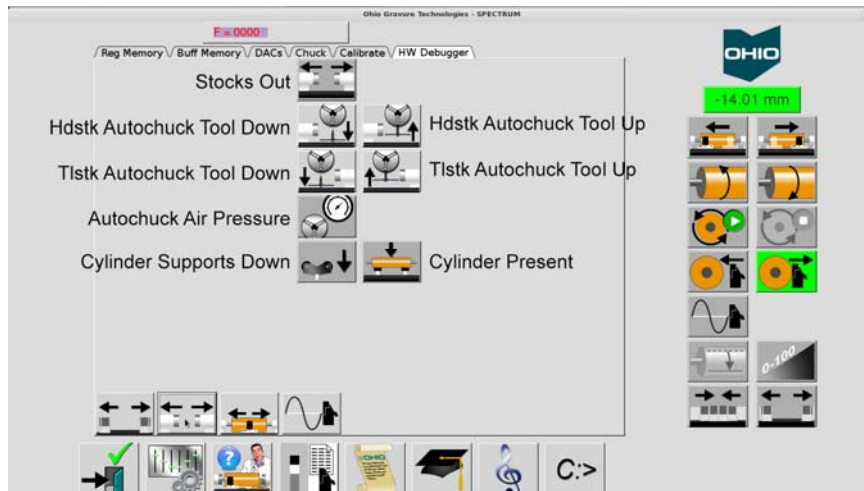 Ohio Gravure Technologies - SPECTRUM
F = 0000
Reg Memory Buff Memory DACs Chuck Calibrate HW Debugger
OHIO
Stocks Out
-14.01 mm
Hdstk Autochuck Tool Down Hdstk Autochuck Tool Up
Tlstk Autochuck Tool Down Tlstk Autochuck Tool Up
Autochuck Air Pressure
Cylinder Supports Down Cylinder Present
0-100
OHIO
C:>